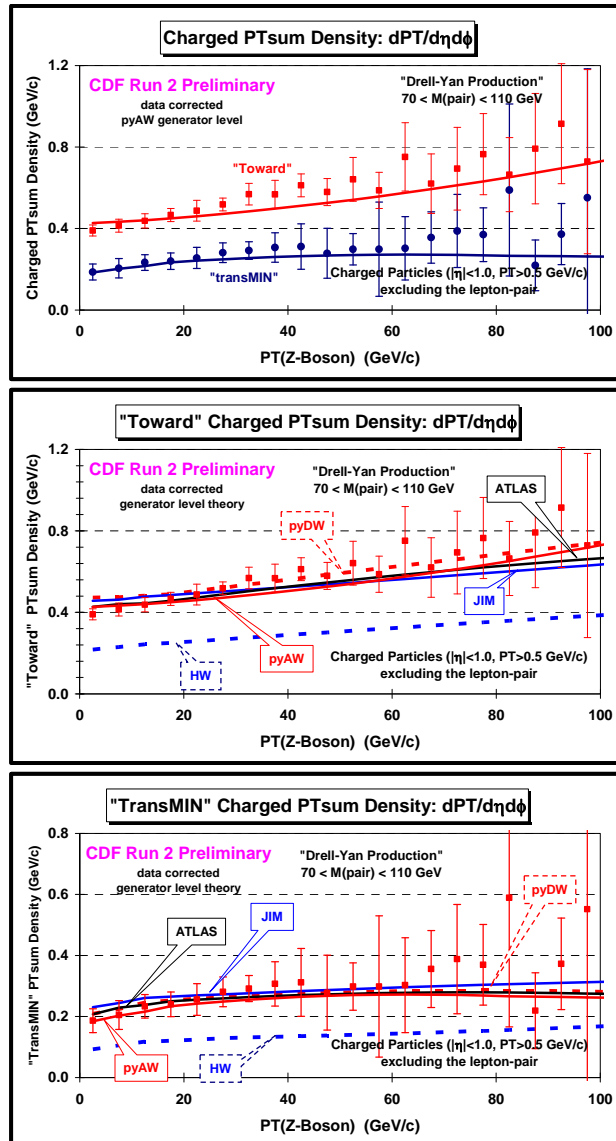 Charged PTsum Density: dPT/dηdϕ
CDF Run 2 Preliminary
data corrected
pyAW generator level
"Drell-Yan Production"
70 < M(pair) < 110 GeV
"Toward"
"transMIN"
Charged Particles (|η|<1.0, PT>0.5 GeV/c)
excluding the lepton-pair
Charged PTsum Density (GeV/c)
1.2
0.8
0.4
0.0
0 20 40 60 80 100
PT(Z-Boson) (GeV/c)
"Toward" Charged PTsum Density: dPT/dηdϕ
CDF Run 2 Preliminary
data corrected
generator level theory
"Drell-Yan Production"
70 < M(pair) < 110 GeV
ATLAS
pyDW
JIM
pyAW
HW
Charged Particles (|η|<1.0, PT>0.5 GeV/c)
excluding the lepton-pair
"Toward" PTsum Density (GeV/c)
1.2
0.8
0.4
0.0
0 20 40 60 80 100
PT(Z-Boson) (GeV/c)
"TransMIN" Charged PTsum Density: dPT/dηdϕ
CDF Run 2 Preliminary
data corrected
generator level theory
"Drell-Yan Production"
70 < M(pair) < 110 GeV
pyDW
JIM
ATLAS
pyAW
HW
Charged Particles (|η|<1.0, PT>0.5 GeV/c)
excluding the lepton-pair
"TransMIN" PTsum Density (GeV/c)
0.8
0.6
0.4
0.2
0.0
0 20 40 60 80 100
PT(Z-Boson) (GeV/c)